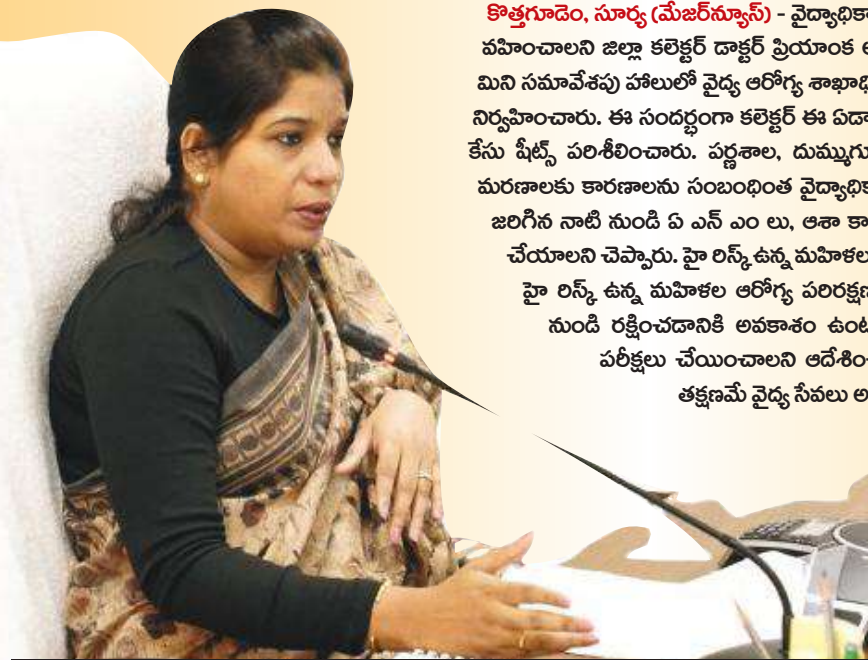 కొత్తగూడెం, సూర్య (మేజర్‌న్యూస్) - వైద్యాధికా
వహించాలని జిల్లా కలెక్టర్ డాక్టర్ ప్రియాంక
మిని సమావేశపు హాలులో వైద్య ఆరోగ్య శాఖాధి
నిర్వహించారు. ఈ సందర్భంగా కలెక్టర్ ఈ ఏడా
కేసు షీట్స్ పరిశీలించారు. పర్ణశాల, దుమ్ముగూ
మరణాలకు కారణాలను సంబంధింత వైద్యాధికా
జరిగిన నాటి నుండి ఏ ఎన్ ఎం లు, ఆశా కా
చేయాలని చెప్పారు. హై రిస్క్ ఉన్న మహిళల
హై రిస్క్ ఉన్న మహిళల ఆరోగ్య పరిరక్షణ
నుండి రక్షించడానికి అవకాశం ఉంట
పరీక్షలు చేయించాలని ఆదేశించ
తక్షణమే వైద్య సేవలు అ